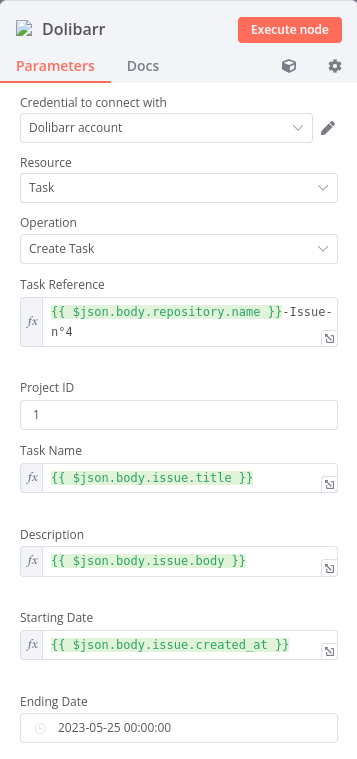 Dolibarr
Execute node
Parameters
Docs
Credential to connect with
Dolibarr account
Resource
Task
Operation
Create Task
Task Reference
fx
{{ $json.body.repository.name }}-Issue-
n°4
Project ID
1
Task Name
fx
{{ $json.body.issue.title }}
Description
fx
{{ $json.body.issue.body }}
Starting Date
fx
{{ $json.body.issue.created_at }}
Ending Date
2023-05-25 00:00:00